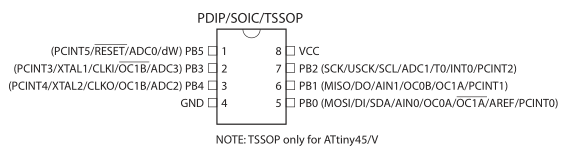 PDIP/SOIC/TSSOP
(PCINT5/RESET/ADC0/dW) PB5 1 8 VCC
(PCINT3/XTAL1/CLKI/OC1B/ADC3) PB3 2 7 PB2 (SCK/USCK/SCL/ADC1/T0/INT0/PCINT2)
(PCINT4/XTAL2/CLKO/OC1B/ADC2) PB4 3 6 PB1 (MISO/DO/AIN1/OC0B/OC1A/PCINT1)
GND 4 5 PB0 (MOSI/DI/SDA/AIN0/OC0A/OC1A/AREF/PCINT0)
NOTE: TSSOP only for ATtiny45/V